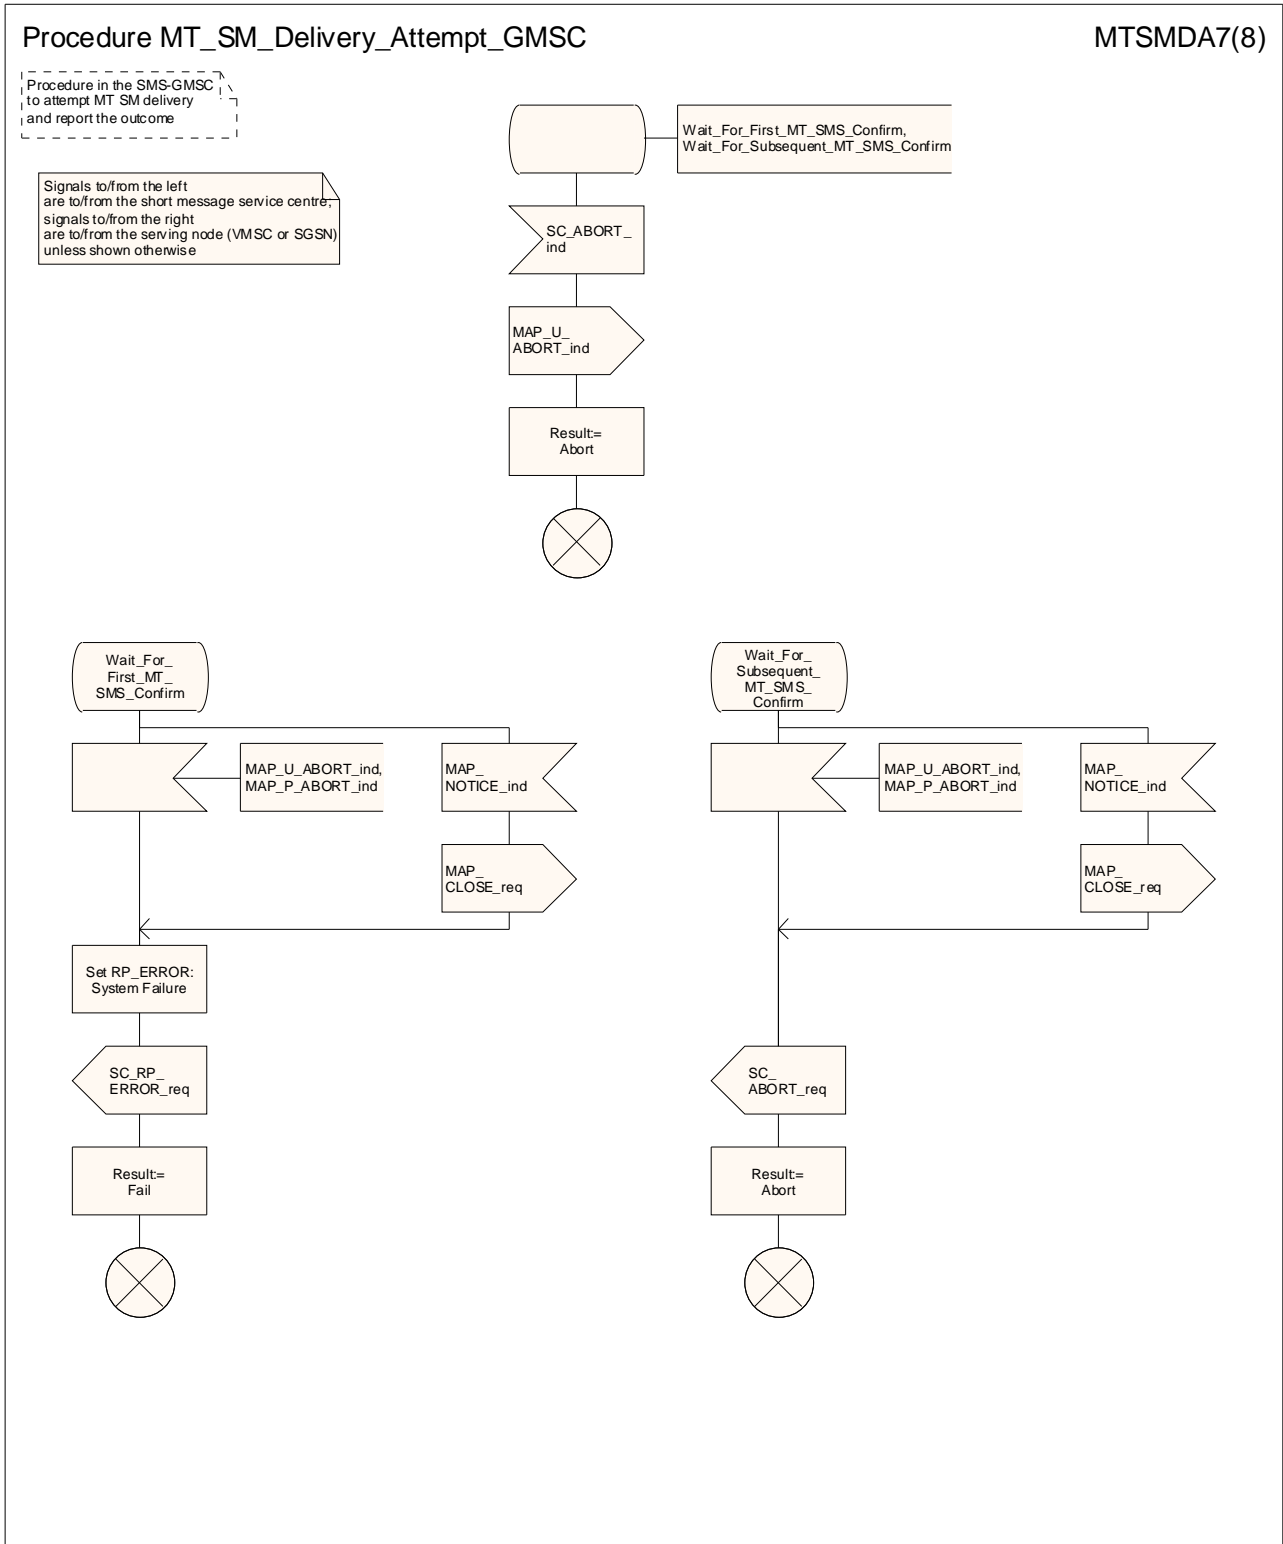 Procedure MT_SM_Delivery_Attempt_GMSC
MTSMDA7(8)
Procedure in the SMS-GMSC
to attempt MT SM delivery
and report the outcome
Signals to/from the left
are to/from the short message service centre;
signals to/from the right
are to/from the serving node (VMSC or SGSN)
unless shown otherwise
Wait_For_First_MT_SMS_Confirm,
Wait_For_Subsequent_MT_SMS_Confirm
SC_ABORT_
ind
MAP_U_
ABORT_ind
Result:=
Abort
Wait_For_
First_MT_
SMS_Confirm
MAP_U_ABORT_ind,
MAP_P_ABORT_ind
MAP_
NOTICE_ind
MAP_
CLOSE_req
Set RP_ERROR:
System Failure
SC_RP_
ERROR_req
Result:=
Fail
Wait_For_
Subsequent_
MT_SMS_
Confirm
MAP_U_ABORT_ind,
MAP_P_ABORT_ind
MAP_
NOTICE_ind
MAP_
CLOSE_req
SC_
ABORT_req
Result:=
Abort